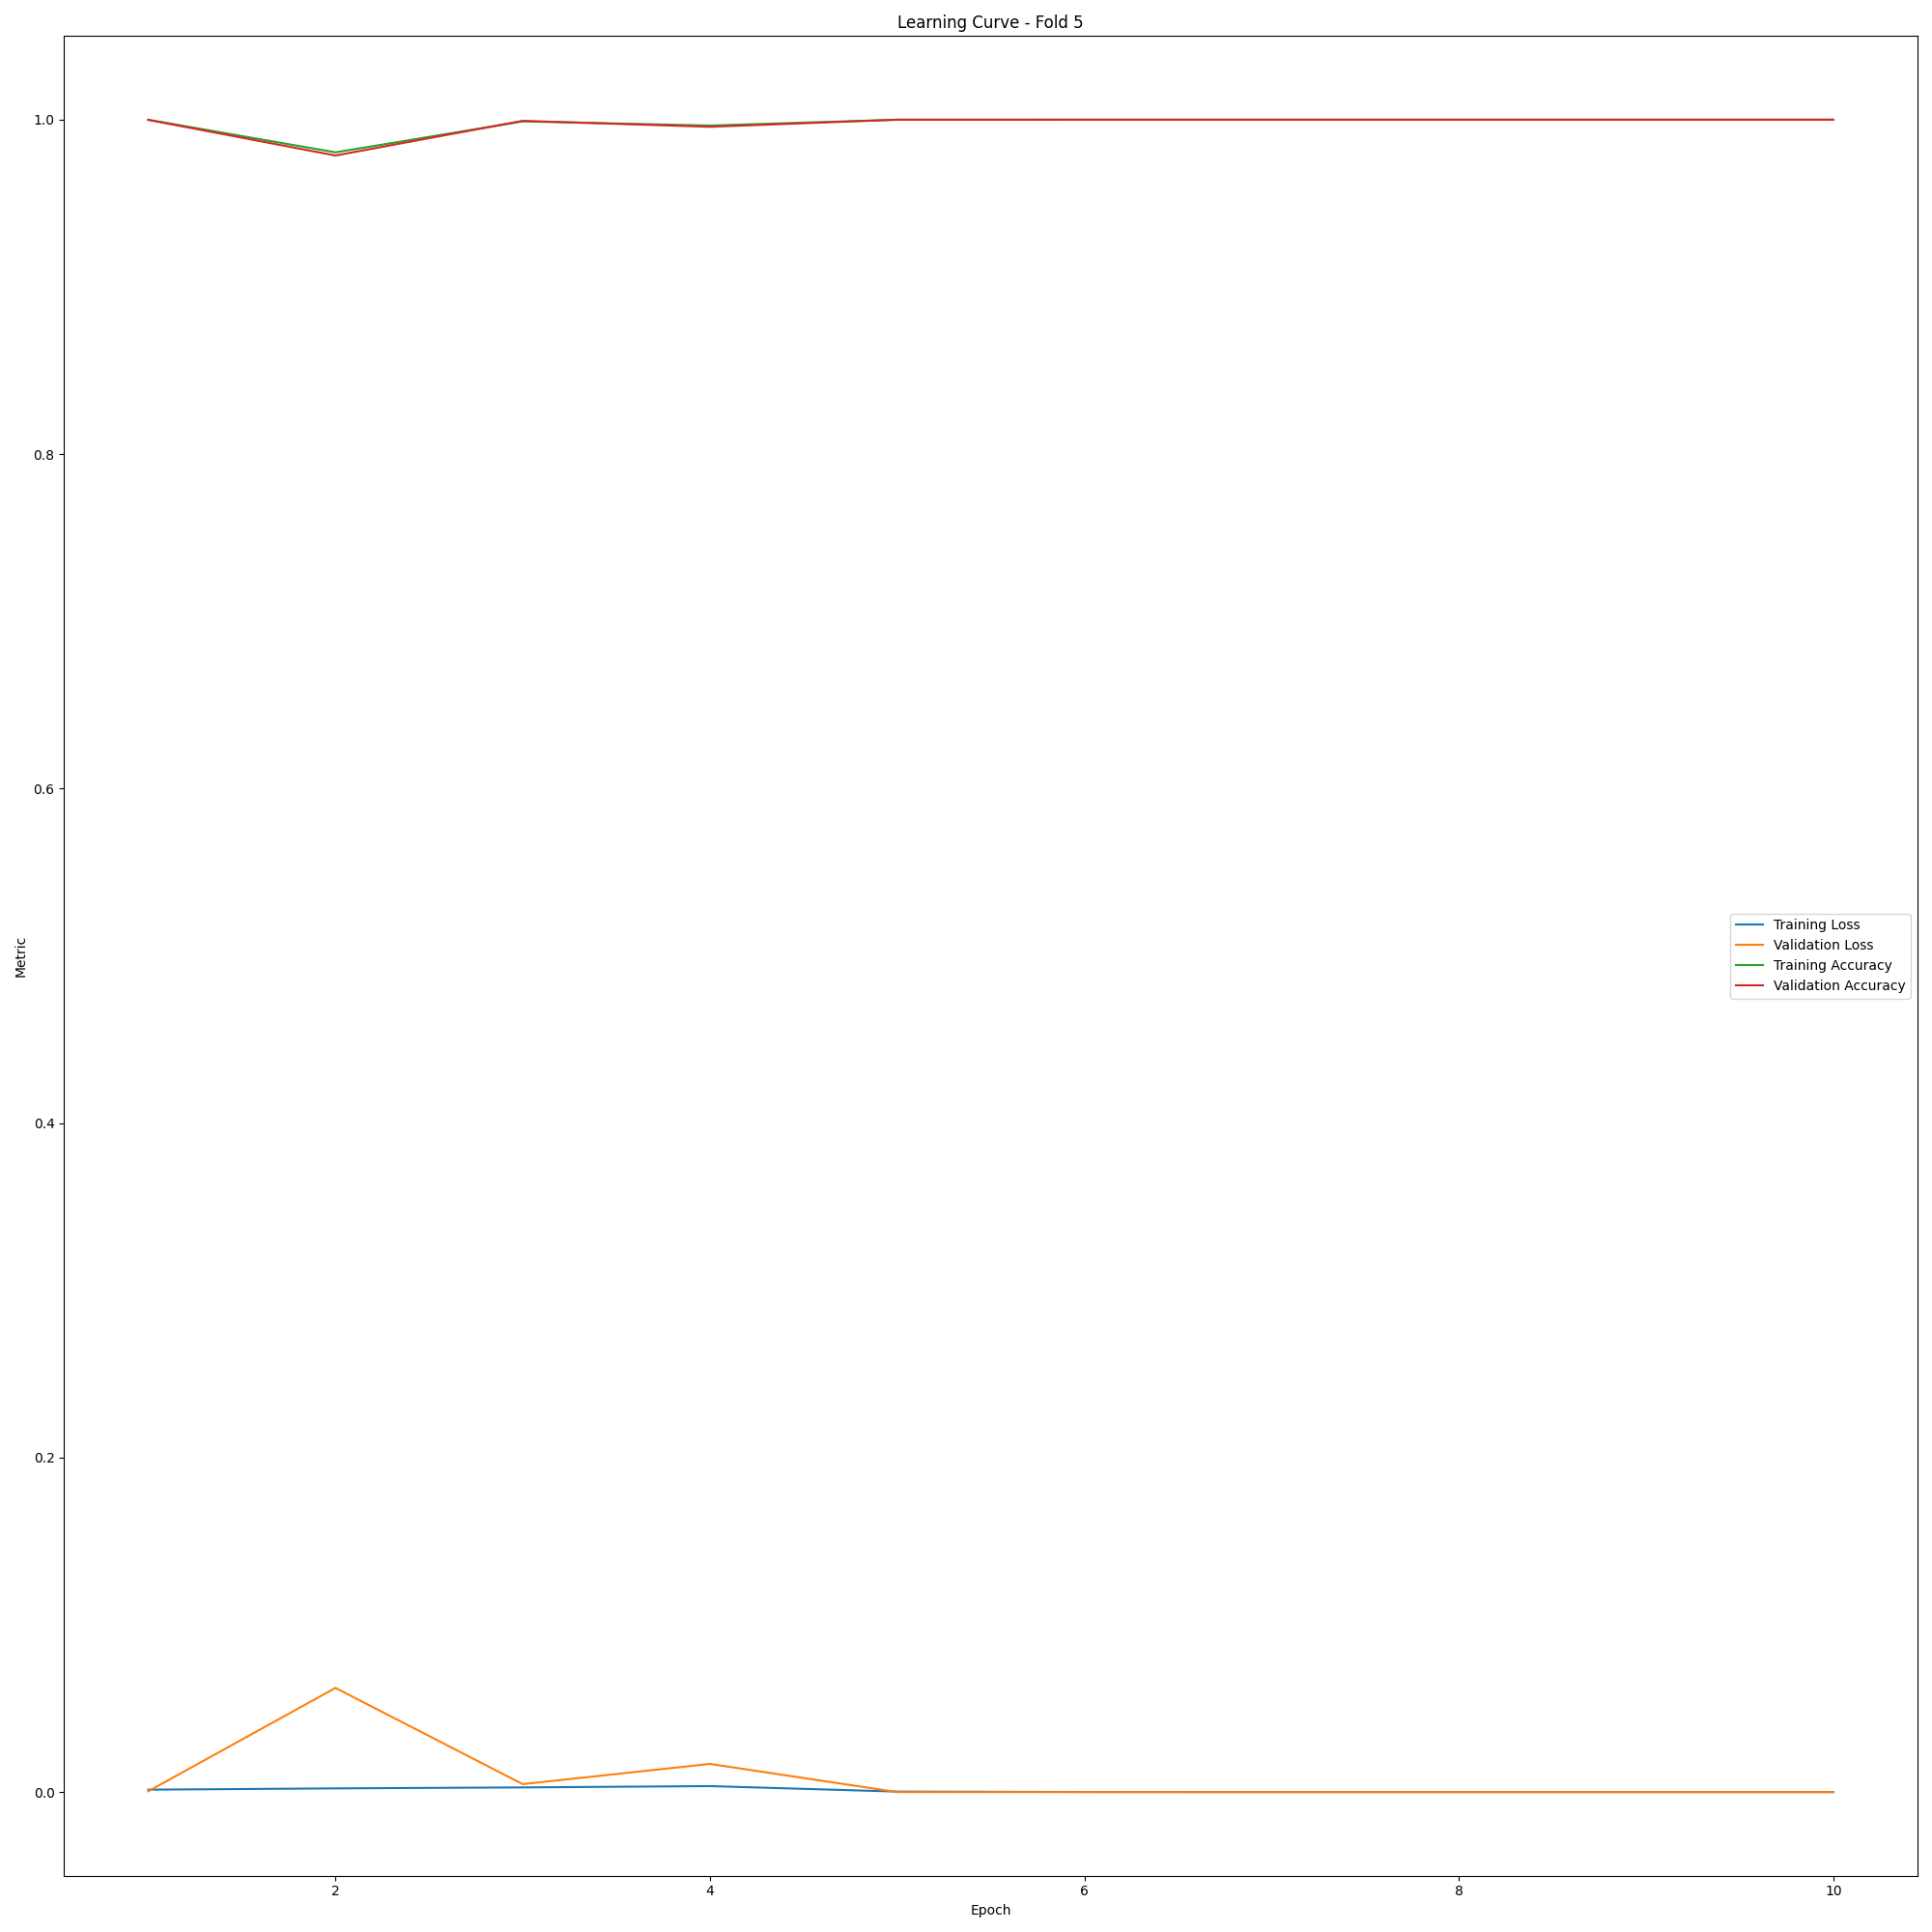 Learning Curve - Fold 5
1.0
0.8
0.6
0.4
0.2
0.0
Metric
Training Loss
Validation Loss
Training Accuracy
Validation Accuracy
2
4
6
8
10
Epoch